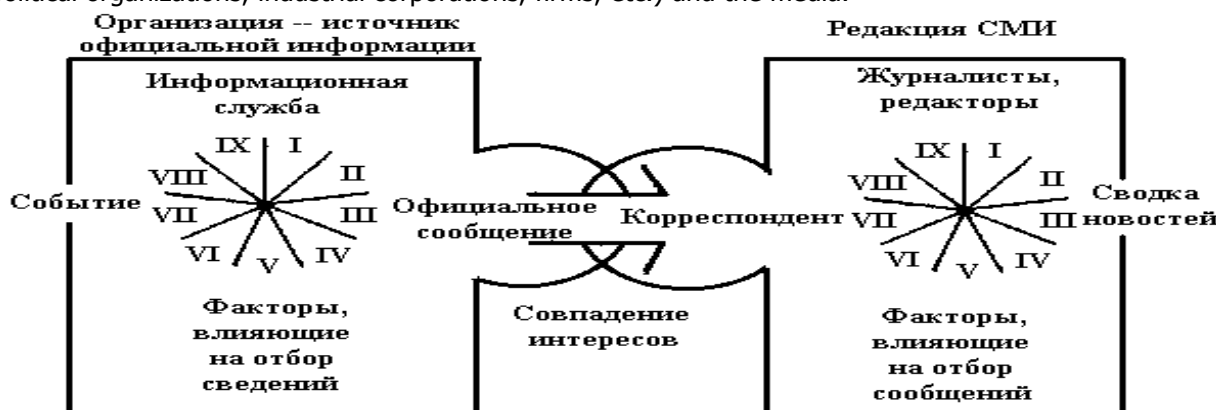 olitical organizations, industrial corporations, firms, etc.) and the media.
Организация -- источник
официальной информации
Редакция СМИ
Информационная
служба
Журналисты,
редакторы
IX I
VIII II
VII III
VI V IV
Событие
Официальное
сообщение
Корреспондент
IX I
VIII II
VII III
VI V IV
Сводка
новостей
Факторы,
влияющие
на отбор
сведений
Совпадение
интересов
Факторы,
влияющие
на отбор
сообщений